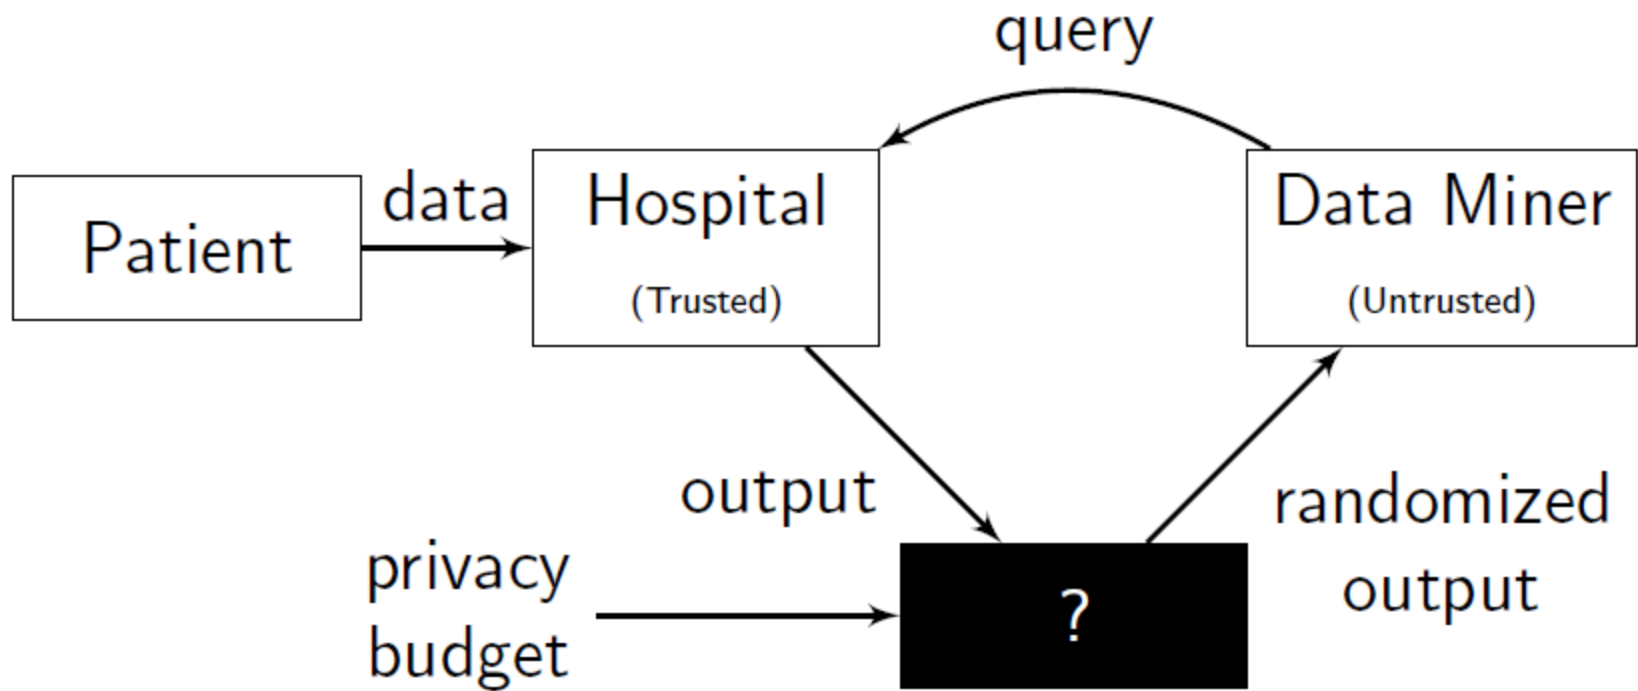 query
Patient
data
Hospital
(Trusted)
Data Miner
(Untrusted)
output
randomized
output
privacy
budget
?